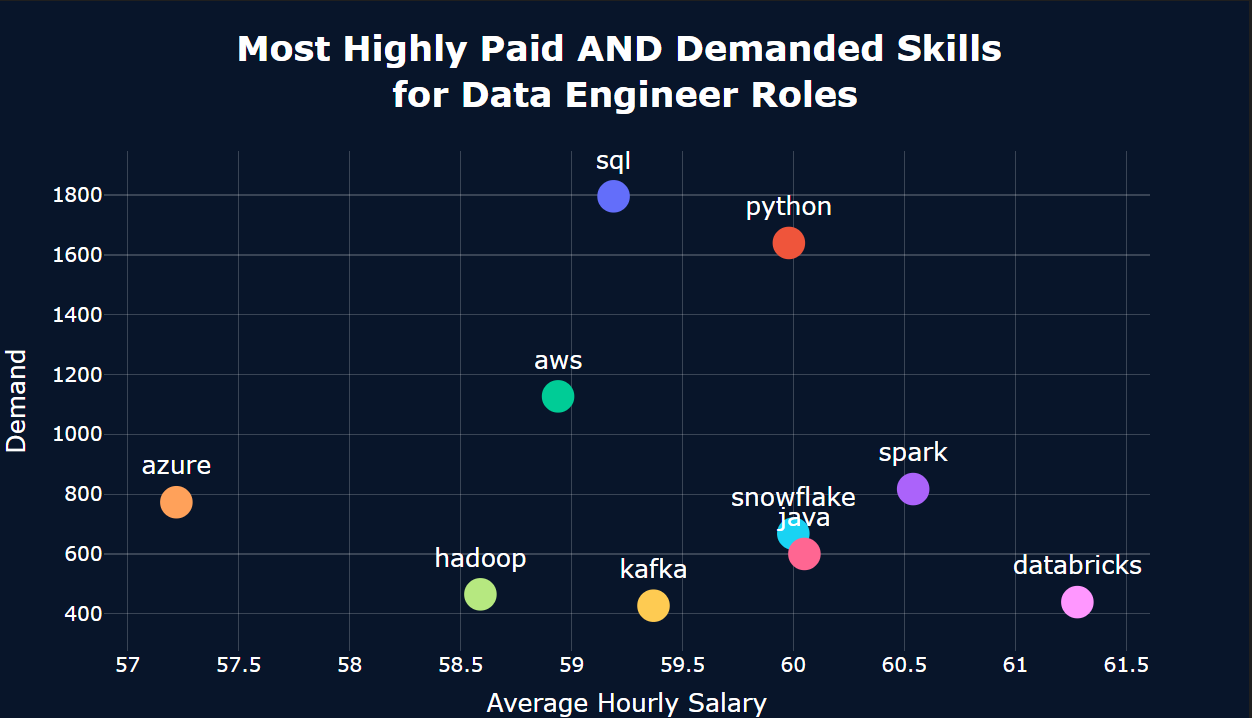 Most Highly Paid AND Demanded Skills
for Data Engineer Roles
sql
python
aws
spark
azure
snowflake
java
hadoop
kafka
databricks
Demand
1800
1600
1400
1200
1000
800
600
400
57 57.5 58 58.5 59 59.5 60 60.5 61 61.5
Average Hourly Salary